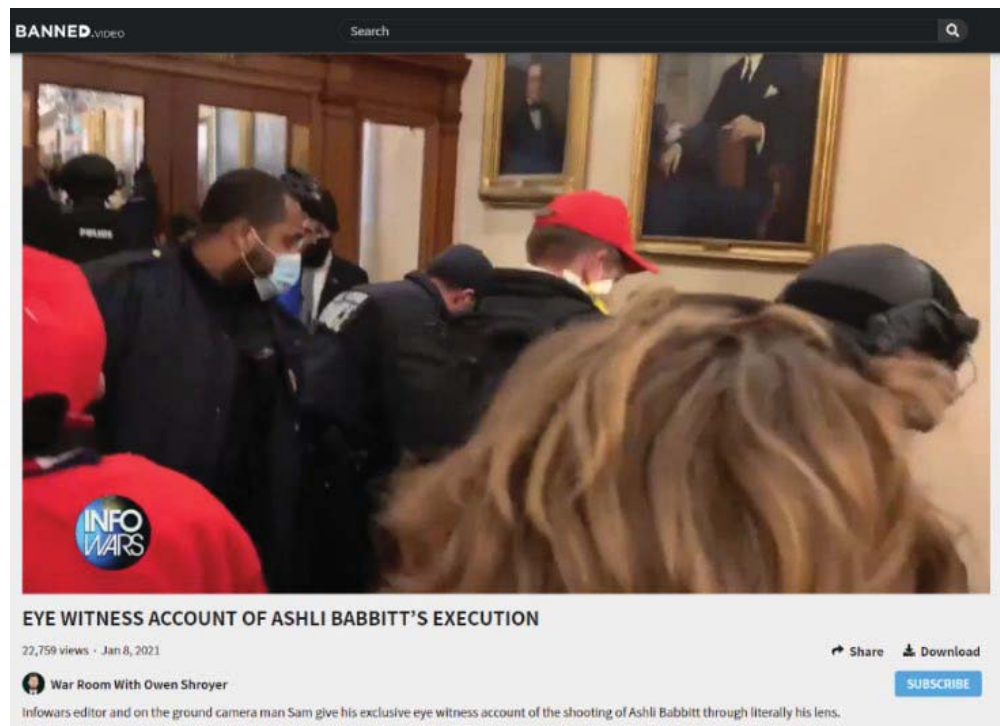 BANNED.VIDEO
Search
POLICE
INFO
WARS
EYE WITNESS ACCOUNT OF ASHLI BABBITT'S EXECUTION
22,759 views · Jan 8, 2021
Share Download
War Room With Owen Shroyer
SUBSCRIBE
Infowars editor and on the ground camera man Sam give his exclusive eye witness account of the shooting of Ashli Babbitt through literally his lens.